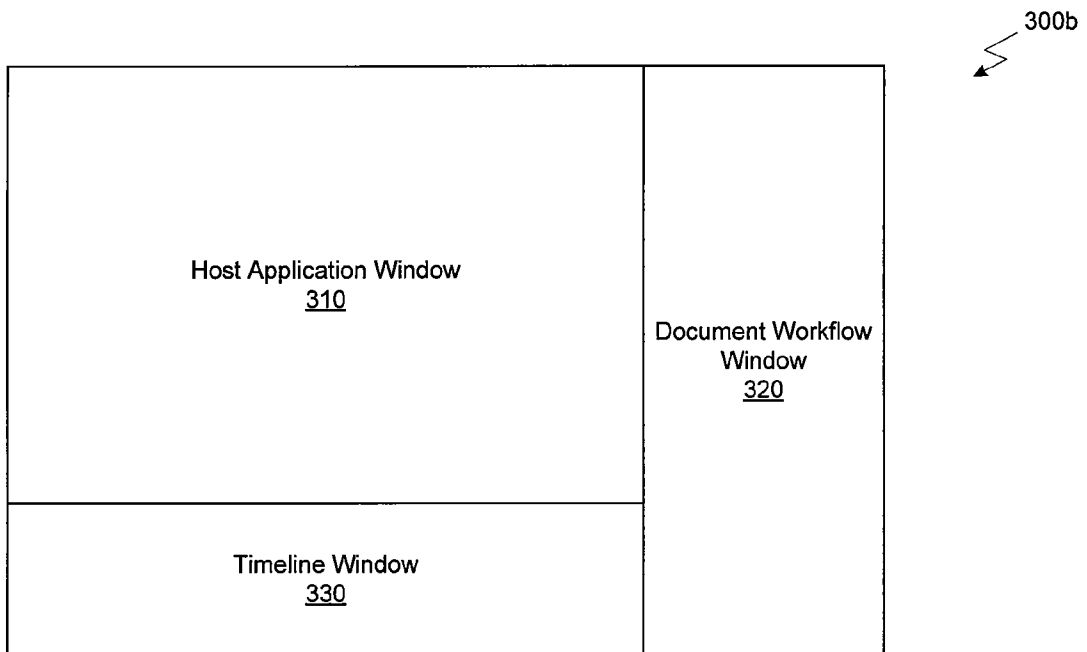 300b
Host Application Window
310
Document Workflow
Window
320
Timeline Window
330